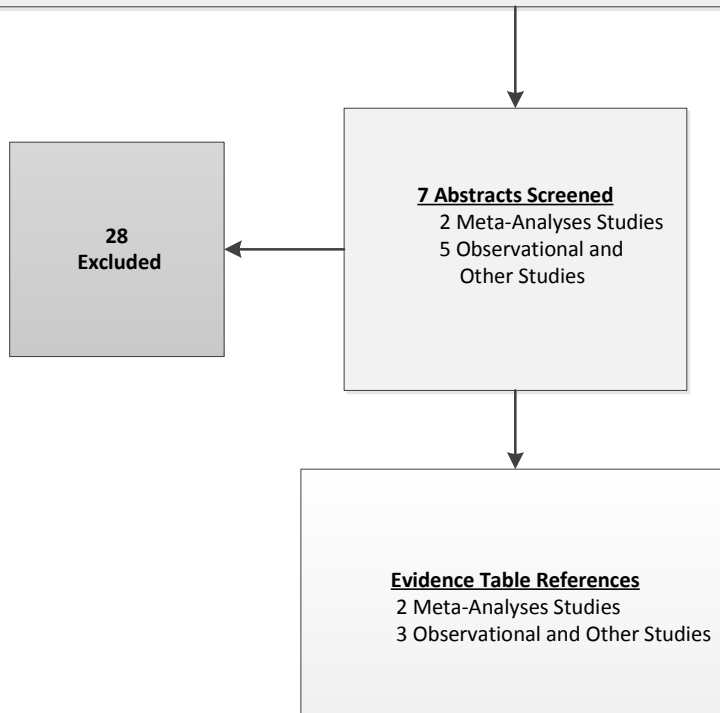 7 Abstracts Screened
2 Meta-Analyses Studies
5 Observational and
Other Studies
28
Excluded
Evidence Table References
2 Meta-Analyses Studies
3 Observational and Other Studies